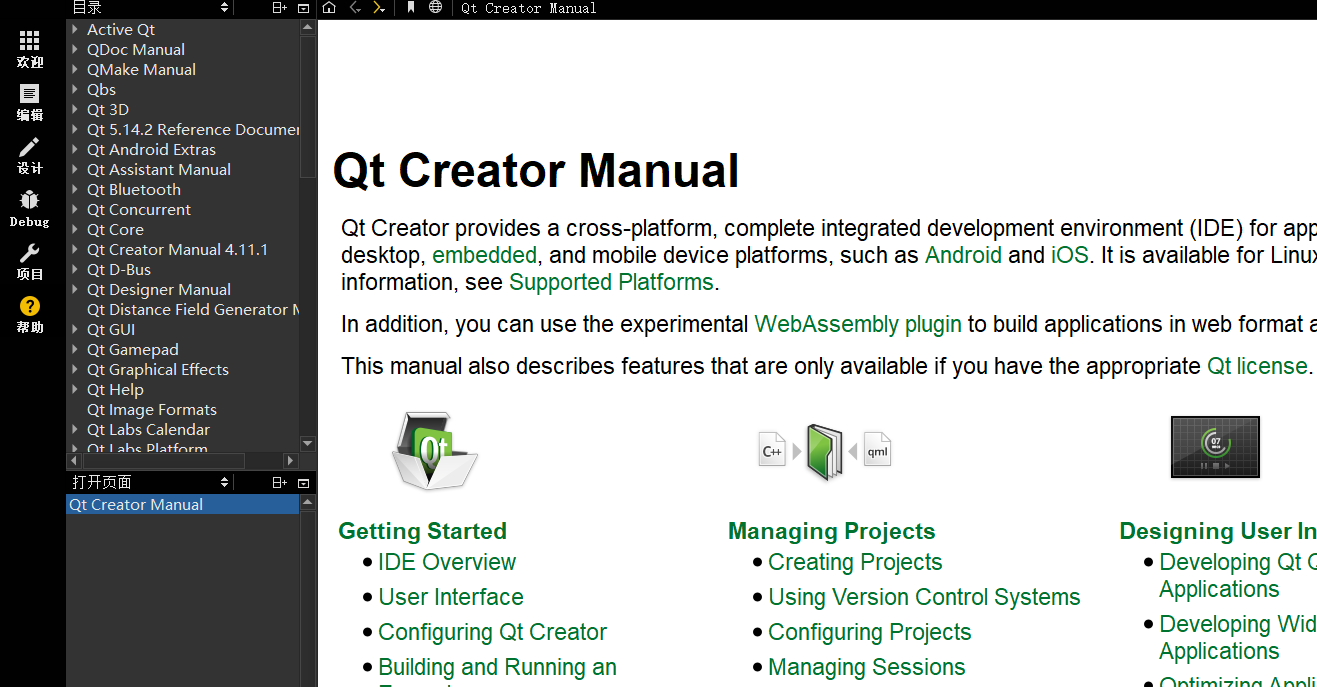 目录
Qt Creator Manual
欢迎
编辑
设计
Debug
项目
帮助
Active Qt
QDoc Manual
QMake Manual
Qbs
Qt 3D
Qt 5.14.2 Reference Documen
Qt Android Extras
Qt Assistant Manual
Qt Bluetooth
Qt Concurrent
Qt Core
Qt Creator Manual 4.11.1
Qt D-Bus
Qt Designer Manual
Qt Distance Field Generator M
Qt GUI
Qt Gamepad
Qt Graphical Effects
Qt Help
Qt Image Formats
Qt Labs Calendar
Qt Labs Platform
打开页面
Qt Creator Manual
Qt Creator Manual
Qt Creator provides a cross-platform, complete integrated development environment (IDE) for app
desktop, embedded, and mobile device platforms, such as Android and iOS. It is available for Linux
information, see Supported Platforms.
In addition, you can use the experimental WebAssembly plugin to build applications in web format a
This manual also describes features that are only available if you have the appropriate Qt license.
Qt
C++
qml
07
Getting Started
IDE Overview
User Interface
Configuring Qt Creator
Building and Running an
Managing Projects
Creating Projects
Using Version Control Systems
Configuring Projects
Managing Sessions
Designing User In
Developing Qt Q
Applications
Developing Wid
Applications
Optimizing Appli